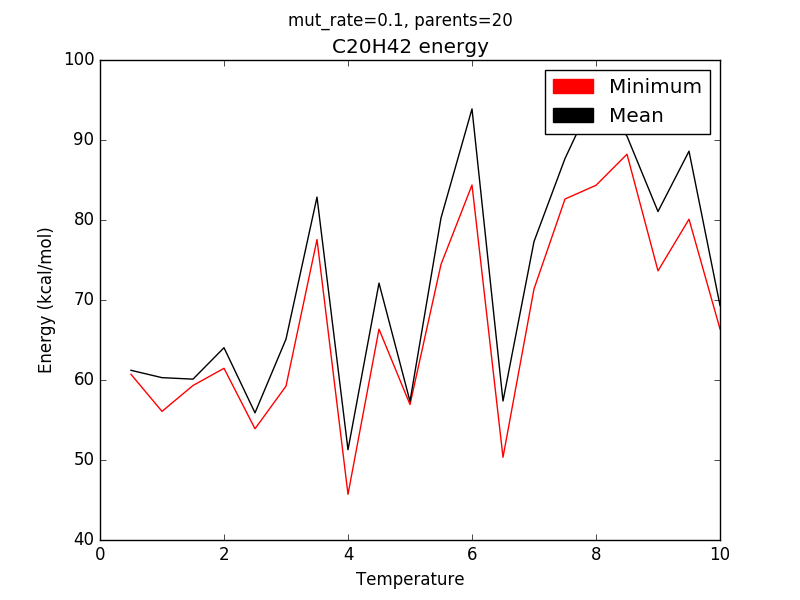 mut_rate=0.1, parents=20
C20H42 energy
Minimum
Mean
100
90
80
70
60
50
40
Energy (kcal/mol)
0 2 4 6 8 10
Temperature